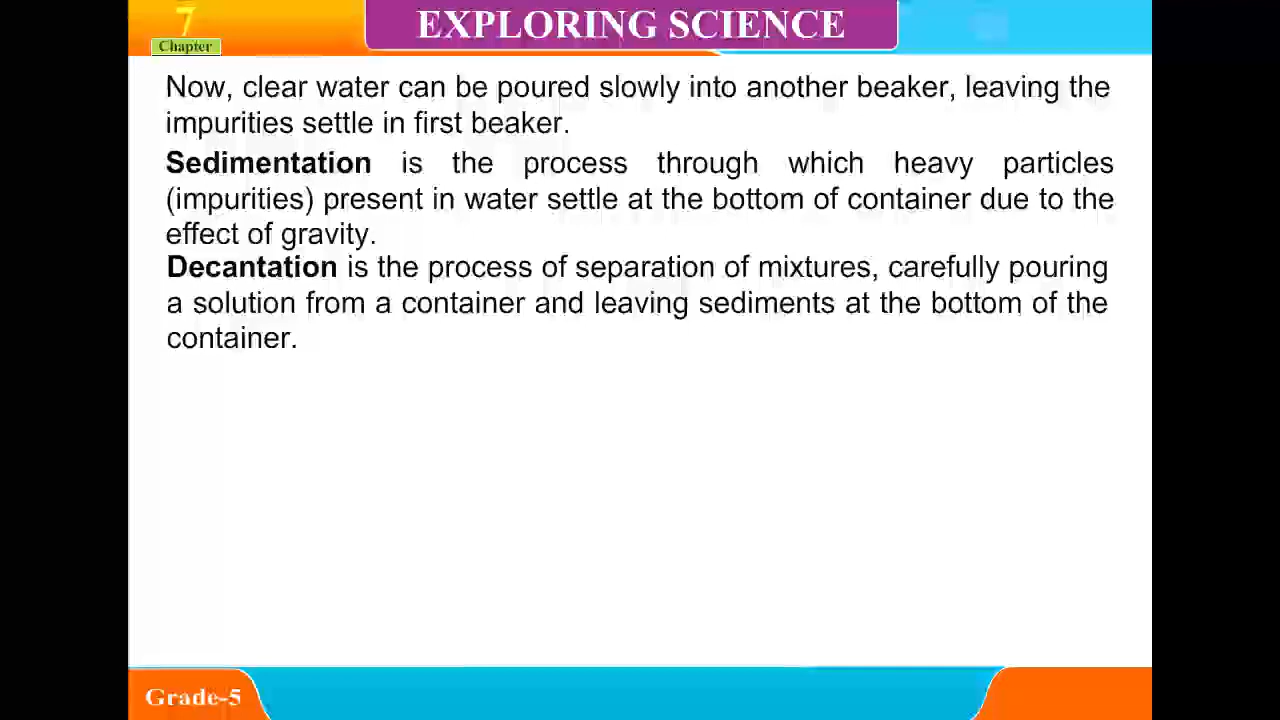 7
Chapter
EXPLORING SCIENCE
Now, clear water can be poured slowly into another beaker, leaving the
impurities settle in first beaker.
Sedimentation is the process through which heavy particles
(impurities) present in water settle at the bottom of container due to the
effect of gravity.
Decantation is the process of separation of mixtures, carefully pouring
a solution from a container and leaving sediments at the bottom of the
container.
Grade-5